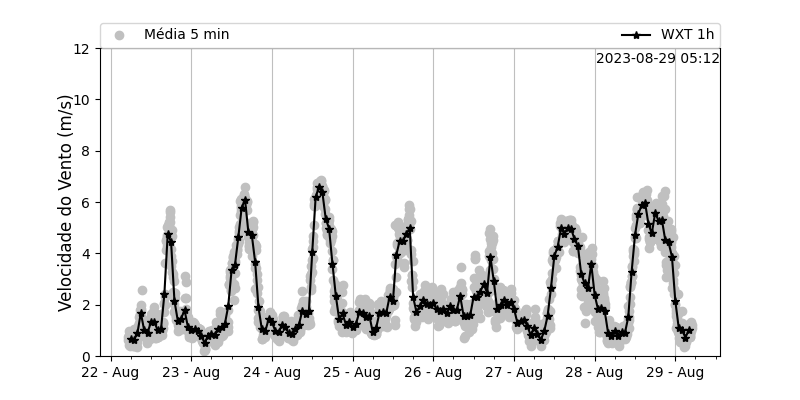 Média 5 min
WXT 1h
2023-08-29 05:12
Velocidade do Vento (m/s)
12
10
8
6
4
2
0
22 - Aug
23 - Aug
24 - Aug
25 - Aug
26 - Aug
27 - Aug
28 - Aug
29 - Aug